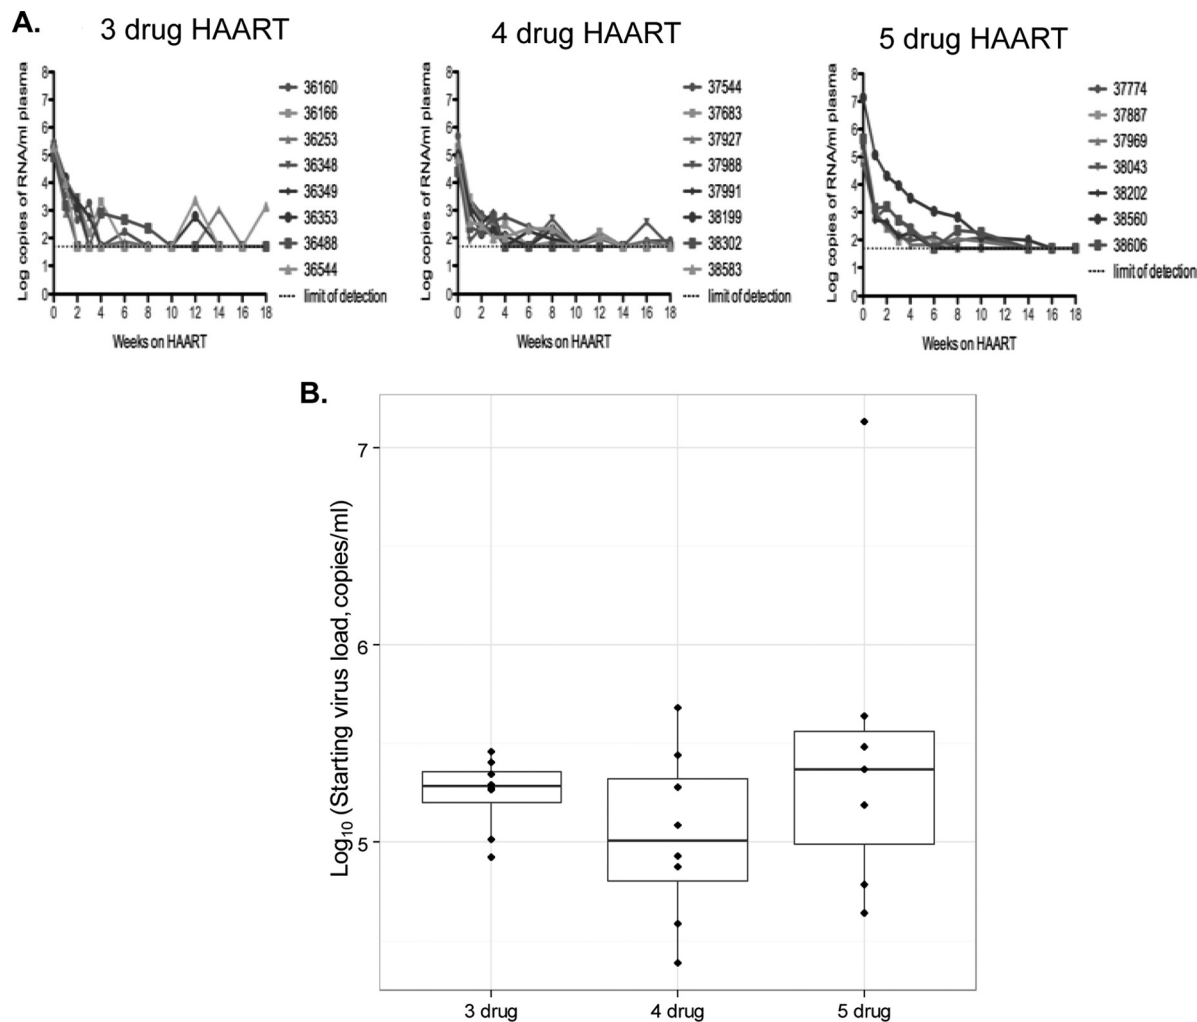 A.
3 drug HAART
Log copies of RNA/ml plasma
8
7
6
5
4
3
2
1
0
0 2 4 6 8 10 12 14 16 18
Weeks on HAART
36160
36166
36253
36348
36349
36353
36488
36544
limit of detection
4 drug HAART
Log copies of RNA/ml plasma
8
7
6
5
4
3
2
1
0
0 2 4 6 8 10 12 14 16 18
Weeks on HAART
37544
37683
37927
37988
37991
38199
38302
38583
limit of detection
5 drug HAART
Log copies of RNA/ml plasma
8
7
6
5
4
3
2
1
0
0 2 4 6 8 10 12 14 16 18
Weeks on HAART
37774
37887
37969
38043
38202
38560
38606
limit of detection
B.
Log10 (Starting virus load, copies/ml)
7
6
5
3 drug
4 drug
5 drug